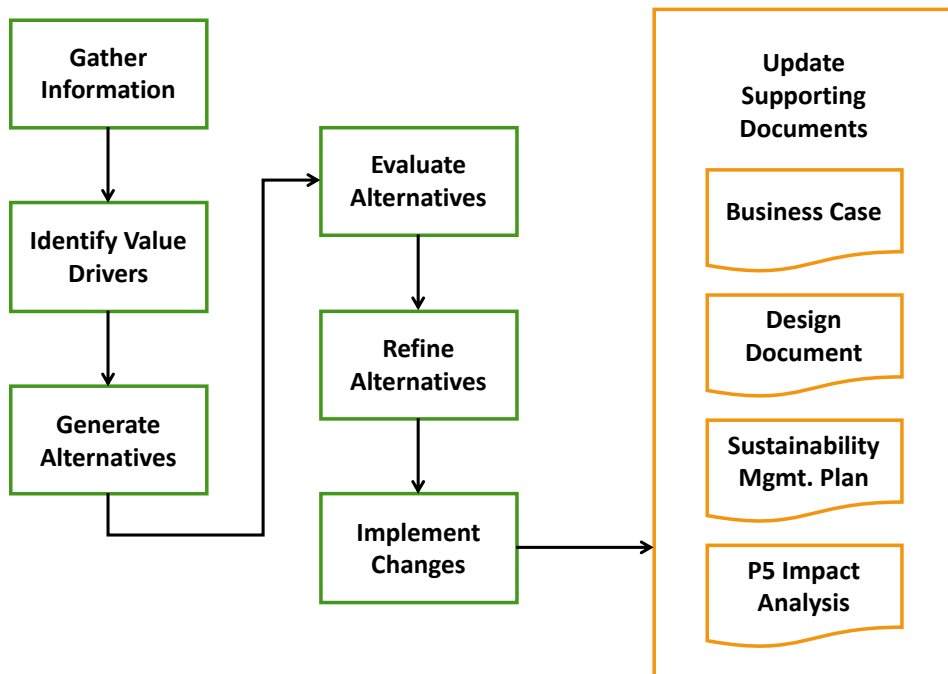 Gather
Information
Identify Value
Drivers
Generate
Alternatives
Evaluate
Alternatives
Refine
Alternatives
Implement
Changes
Update
Supporting
Documents
Business Case
Design
Document
Sustainability
Mgmt. Plan
P5 Impact
Analysis